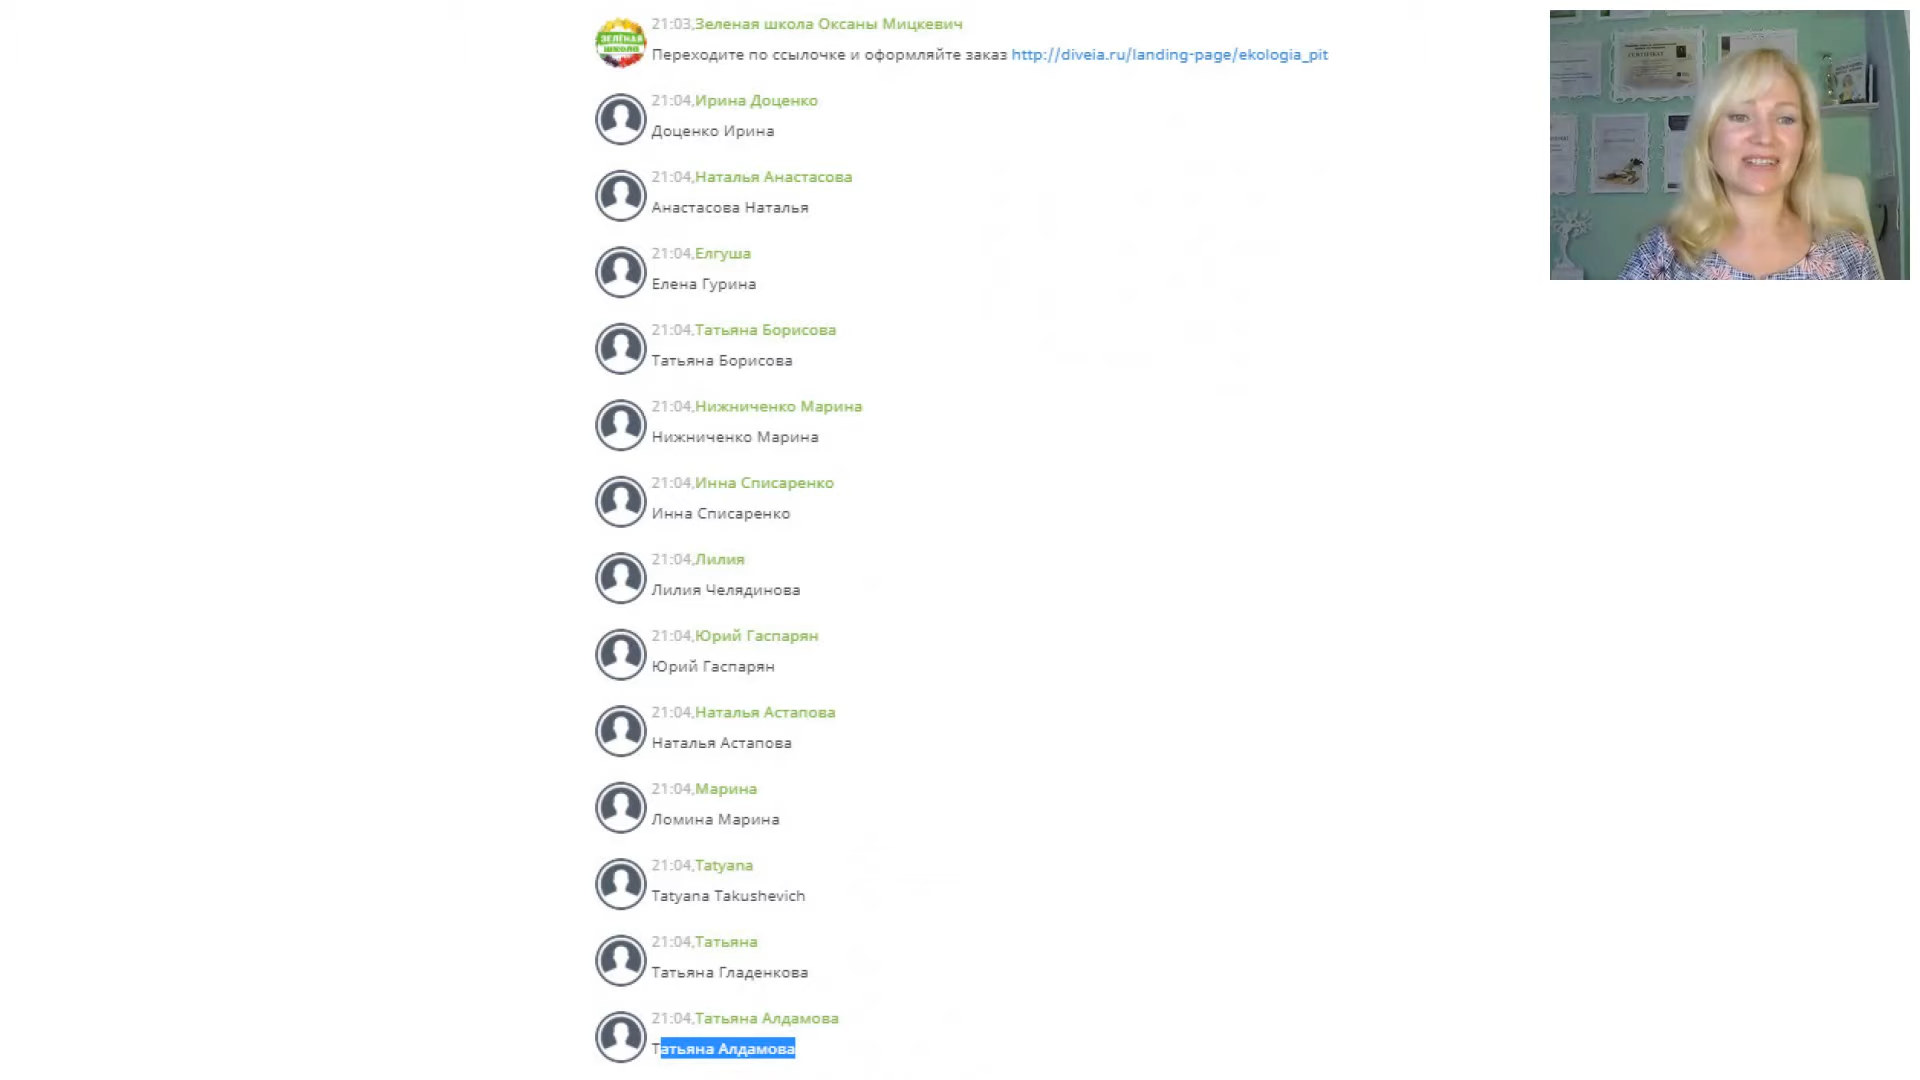 21:03,Зеленая школа Оксаны Мицкевич
ЗЕЛЁНАЯ
школа
Переходите по ссылочке и оформляйте заказ http://diveia.ru/landing-page/ekologia_pit
21:04,Ирина Доценко
Доценко Ирина
21:04,Наталья Анастасова
Анастасова Наталья
21:04,Елгуша
Елена Гурина
21:04,Татьяна Борисова
Татьяна Борисова
21:04,Нижниченко Марина
Нижниченко Марина
21:04,Инна Списаренко
Инна Списаренко
21:04,Лилия
Лилия Челядинова
21:04,Юрий Гаспарян
Юрий Гаспарян
21:04,Наталья Астапова
Наталья Астапова
21:04,Марина
Ломина Марина
21:04,Tatyana
Tatyana Takushevich
21:04,Татьяна
Татьяна Гладенкова
21:04,Татьяна Алдамова
Татьяна Алдамова
СЕРТИФИКАТ